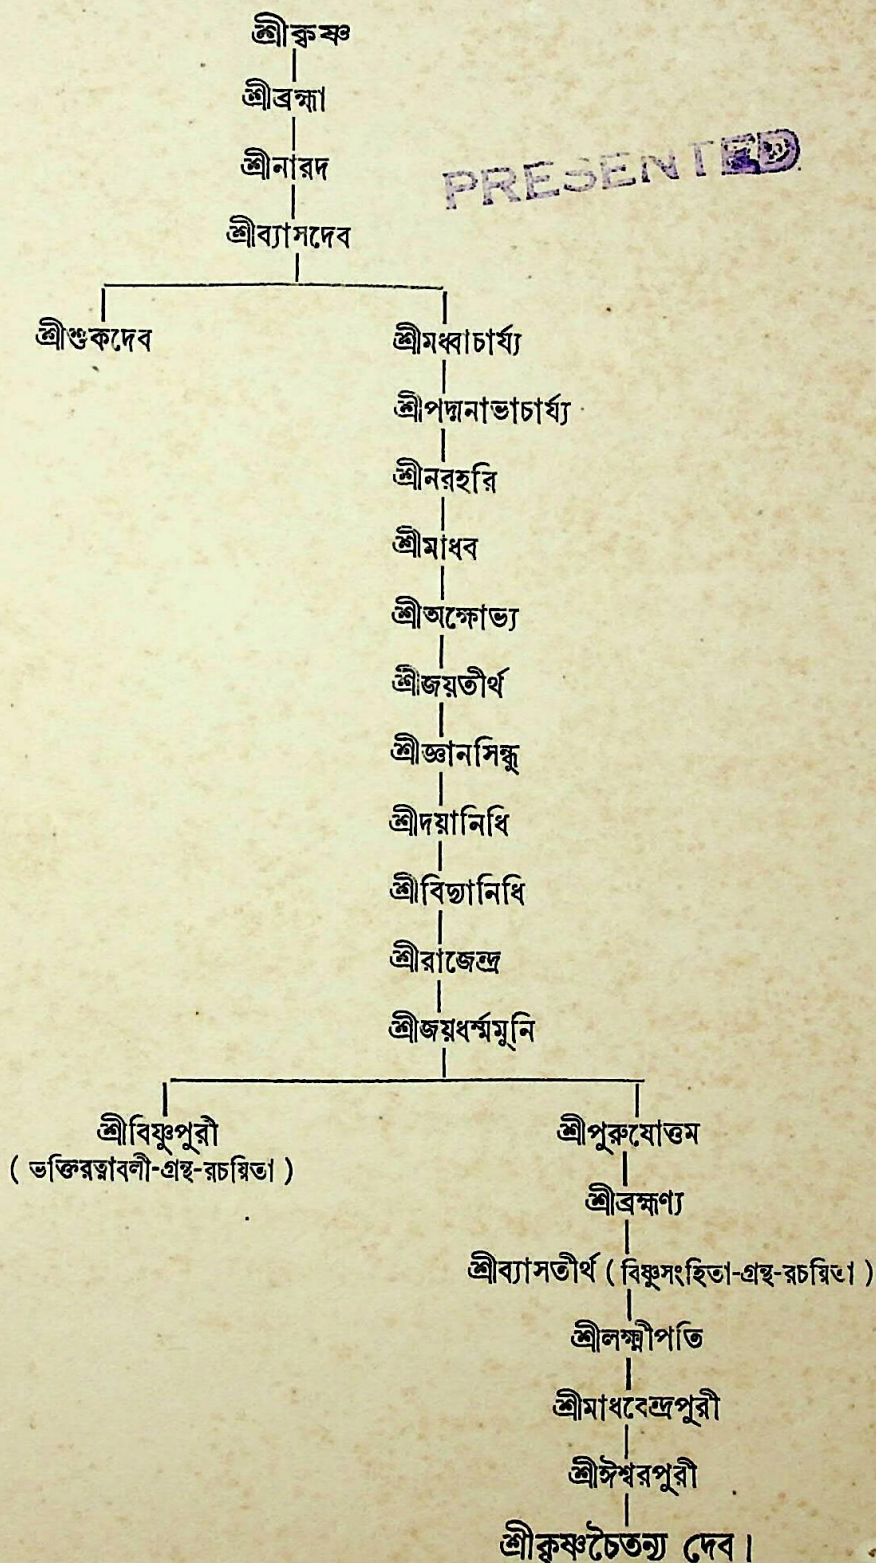 শ্রীকৃষ্ণ
শ্রীব্রহ্মা
শ্রীনারদ
PRESENTED
শ্রীব্যাসদেব
শ্রীশুকদেব শ্রীমধ্বাচার্য্য
শ্রীপদ্মনাভাচার্য্য
শ্রীনরহরি
শ্রীমাধব
শ্রীঅক্ষোভ্য
শ্রীজয়তীর্থ
শ্রীজ্ঞানসিন্ধু
শ্রীদয়ানিধি
শ্রীবিদ্যানিধি
শ্রীরাজেন্দ্র
শ্রীজয়ধর্ম্মমুনি
শ্রীবিষ্ণুপুরী শ্রীপুরুষোত্তম
( ভক্তিরত্নাবলী-গ্রন্থ-রচয়িতা )
শ্রীব্রহ্মণ্য
শ্রীব্যাসতীর্থ ( বিষ্ণুসংহিতা-গ্রন্থ-রচয়িতা )
শ্রীলক্ষ্মীপতি
শ্রীমাধবেন্দ্রপুরী
শ্রীঈশ্বরপুরী
শ্রীকৃষ্ণচৈতন্য দেব।